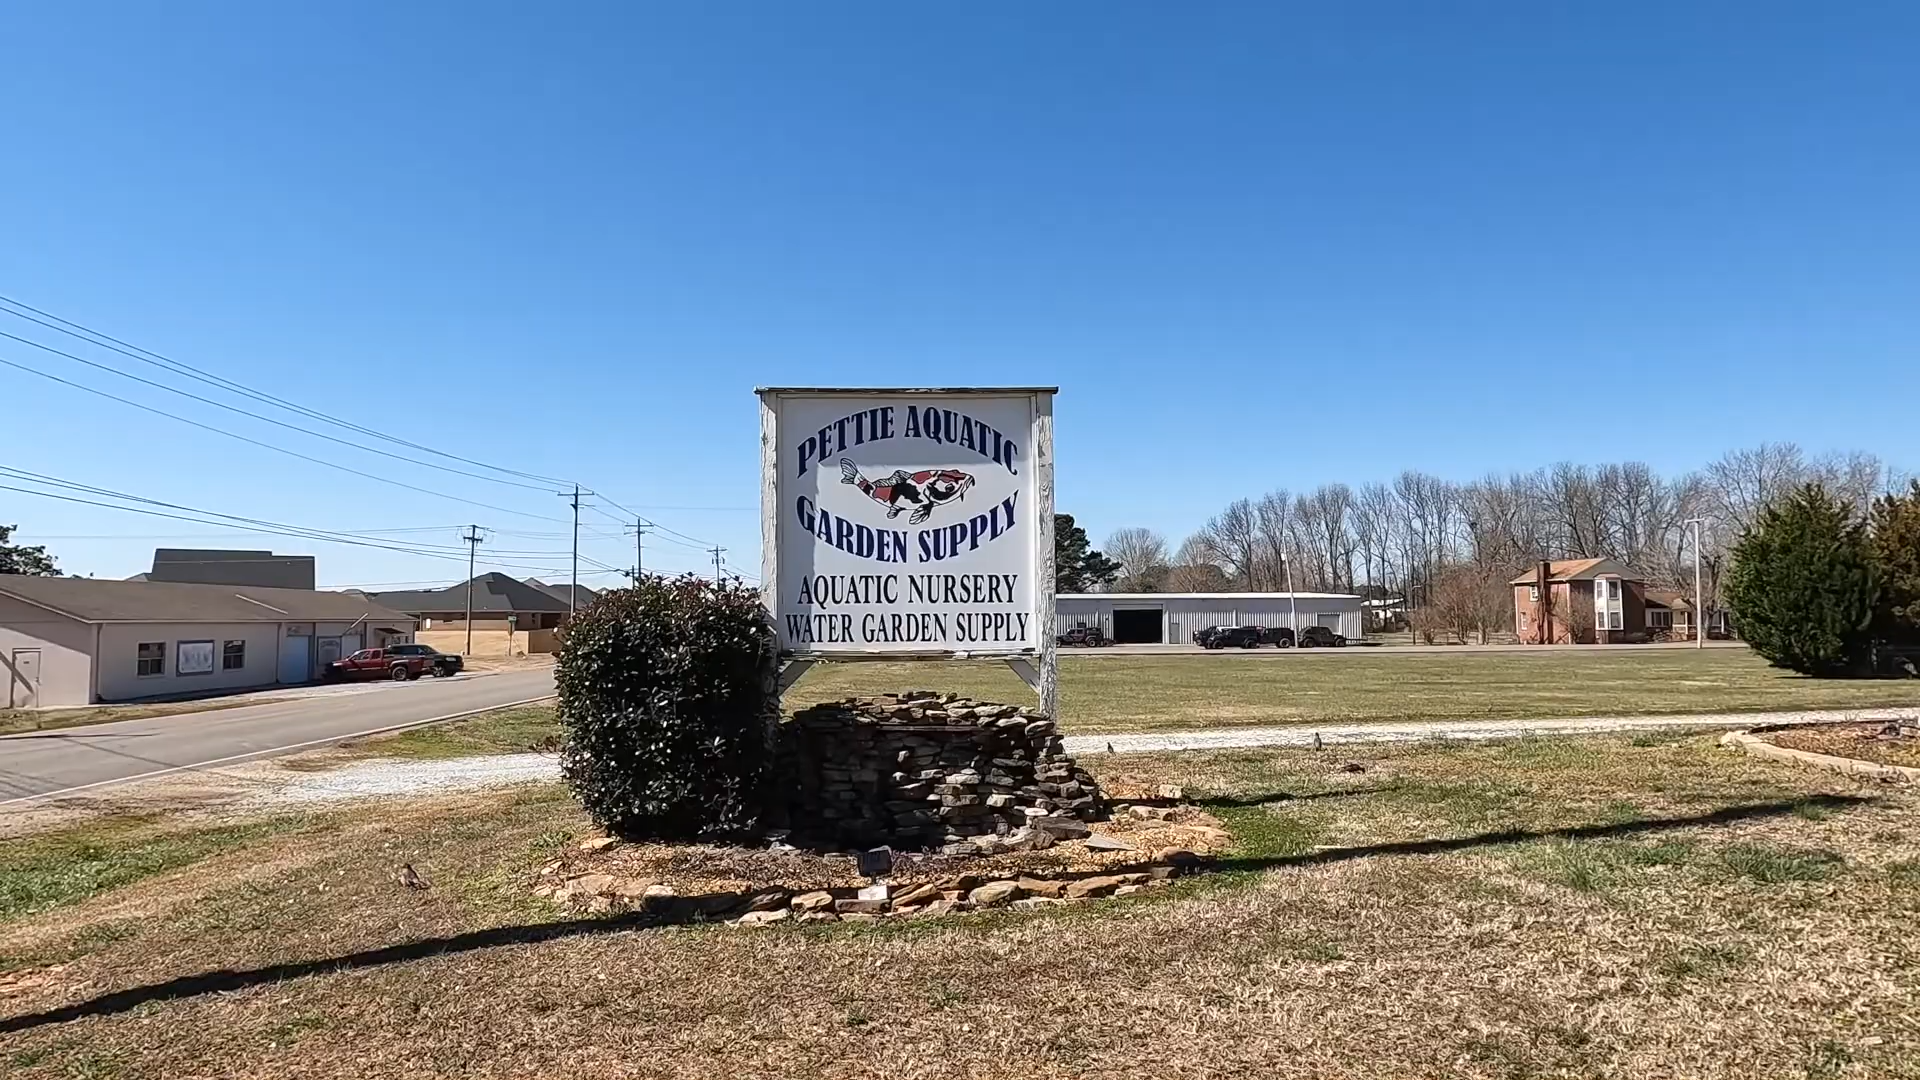 PETTIE AQUATIC
GARDEN SUPPLY
AQUATIC NURSERY
WATER GARDEN SUPPLY